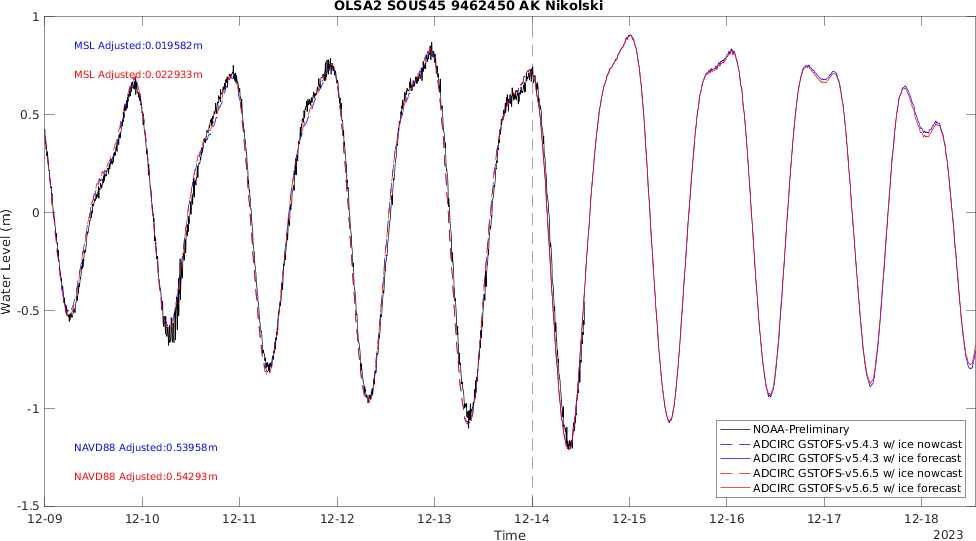 OLSA2 SOUS45 9462450 AK Nikolski
MSL Adjusted:0.019582m
MSL Adjusted:0.022933m
NAVD88 Adjusted:0.53958m
NAVD88 Adjusted:0.54293m
Water Level (m)
1
0.5
0
-0.5
-1
-1.5
NOAA-Preliminary
ADCIRC GSTOFS-v5.4.3 w/ ice nowcast
ADCIRC GSTOFS-v5.4.3 w/ ice forecast
ADCIRC GSTOFS-v5.6.5 w/ ice nowcast
ADCIRC GSTOFS-v5.6.5 w/ ice forecast
12-09 12-10 12-11 12-12 12-13 12-14 12-15 12-16 12-17 12-18
Time
2023